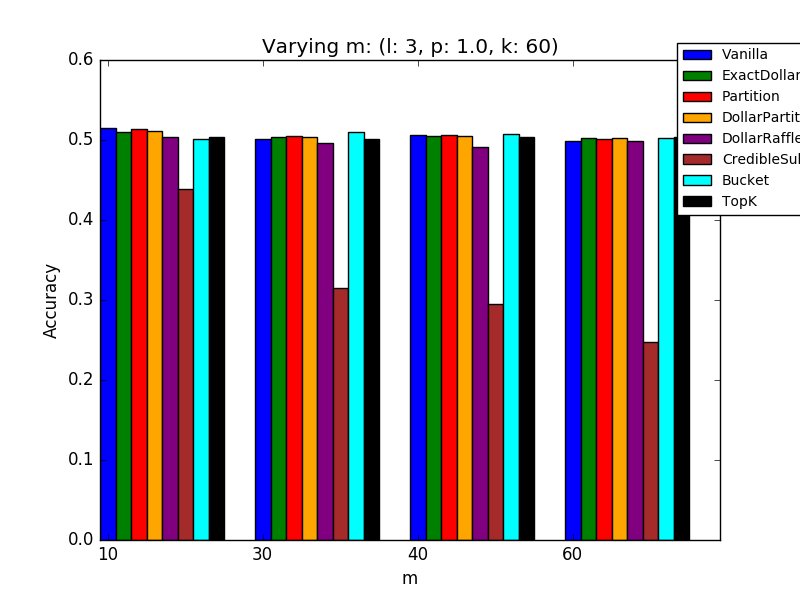 Varying m: (l: 3, p: 1.0, k: 60)
Vanilla
ExactDollar
Partition
DollarPartit
DollarRaffle
CredibleSu
Bucket
TopK
0.6
0.5
0.4
0.3
0.2
0.1
0.0
Accuracy
10 30 40 60
m